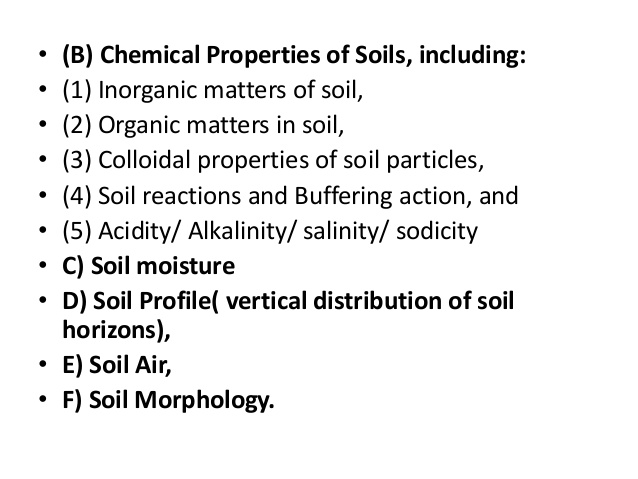 • (B) Chemical Properties of Soils, including:
• (1) Inorganic matters of soil,
• (2) Organic matters in soil,
• (3) Colloidal properties of soil particles,
• (4) Soil reactions and Buffering action, and
• (5) Acidity/ Alkalinity/ salinity/ sodicity
• C) Soil moisture
• D) Soil Profile( vertical distribution of soil
horizons),
• E) Soil Air,
• F) Soil Morphology.